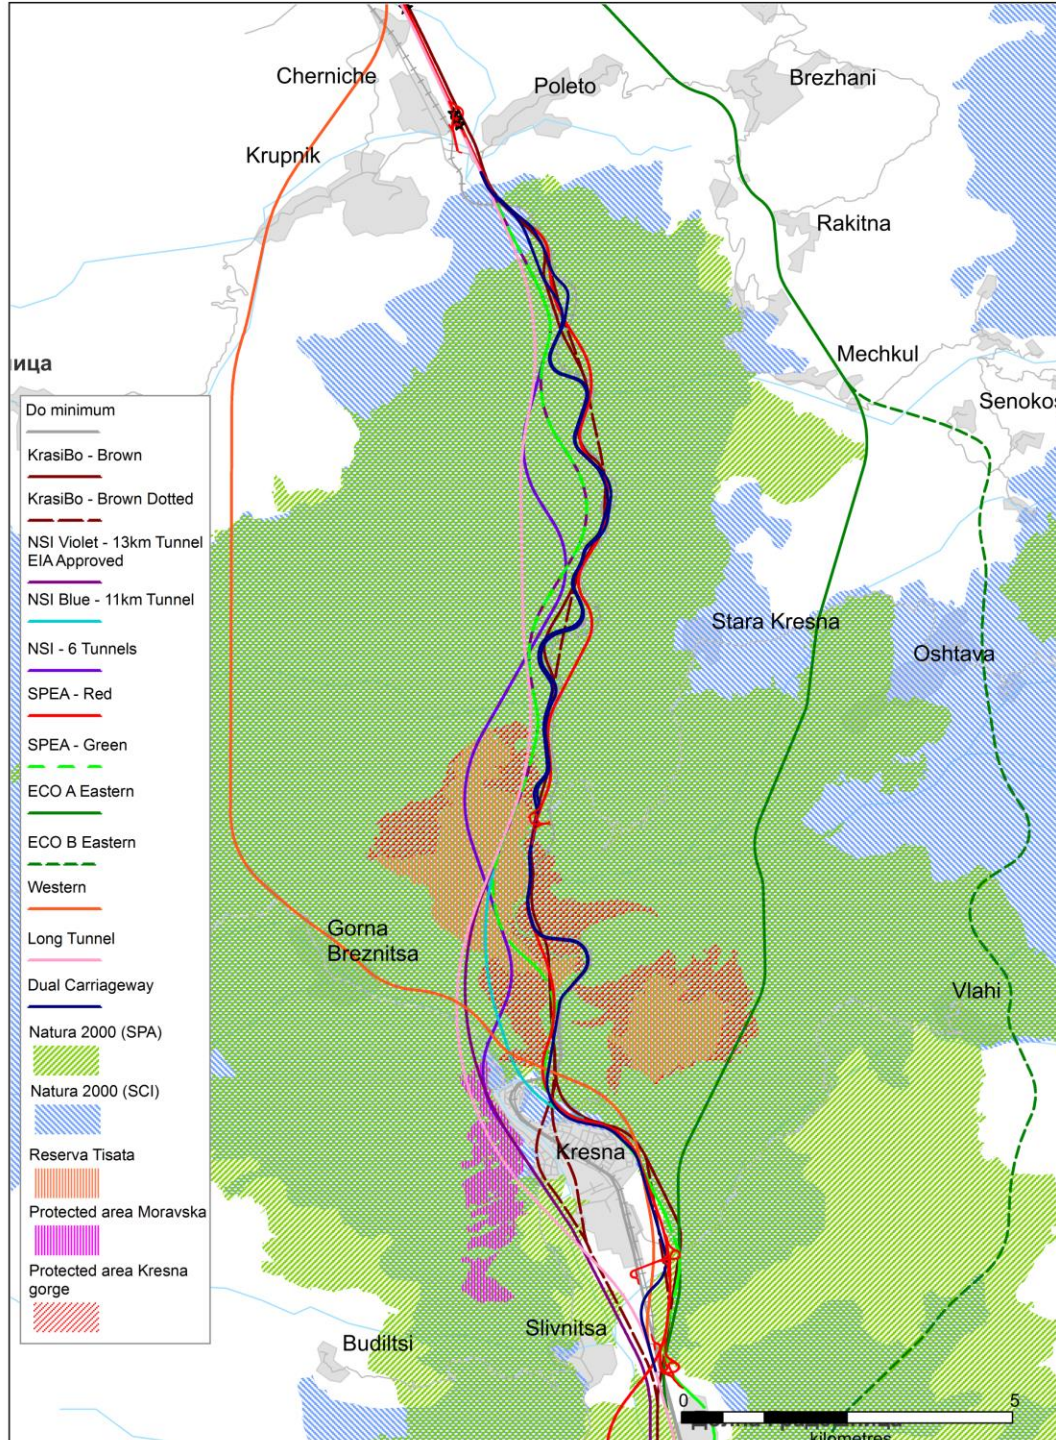 Cherniche
Poleto
Brezhani
Krupnik
Rakitna
Mechkul
Senokos
ица
Do minimum
KrasiBo - Brown
KrasiBo - Brown Dotted
NSI Violet - 13km Tunnel
EIA Approved
NSI Blue - 11km Tunnel
NSI - 6 Tunnels
SPEA - Red
SPEA - Green
ECO A Eastern
ECO B Eastern
Western
Long Tunnel
Dual Carriageway
Natura 2000 (SPA)
Natura 2000 (SCI)
Reserva Tisata
Protected area Moravska
Protected area Kresna
gorge
Stara Kresna
Oshtava
Gorna
Breznitsa
Vlahi
Kresna
Slivnitsa
Budiltsi
0 5
kilometres